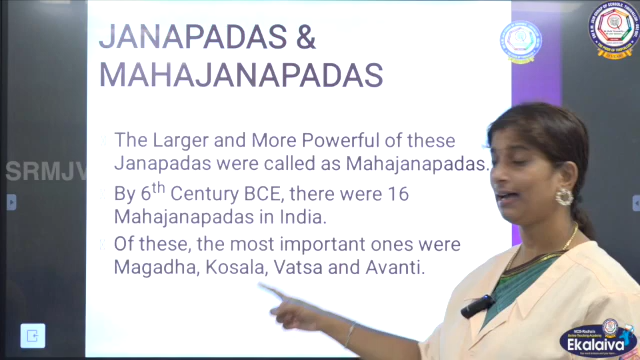 JANAPADAS &
MAHAJANAPADAS
The Larger and More Powerful of these
Janapadas were called as Mahajanapadas.
By 6th Century BCE, there were 16
Mahajanapadas in India.
Of these, the most important ones were
Magadha, Kosala, Vatsa and Avanti.
SRMJV
Ekalaiva